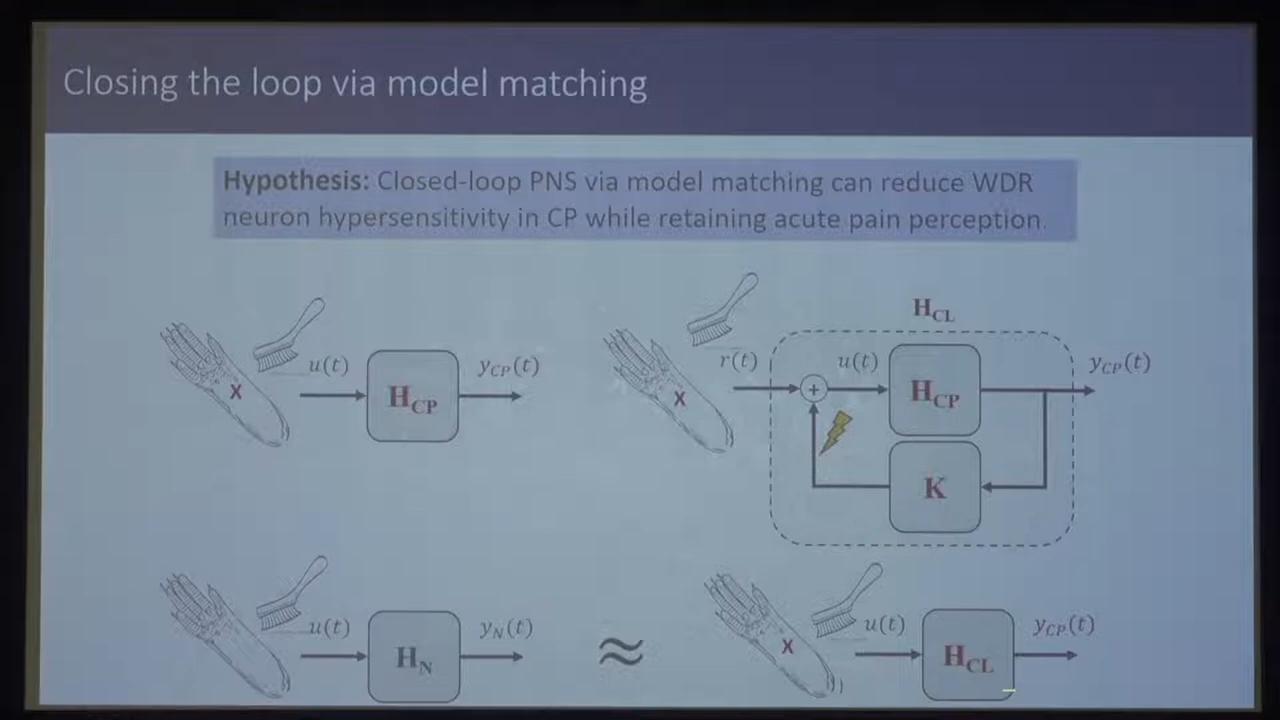 Closing the loop via model matching
Hypothesis: Closed-loop PNS via model matching can reduce WDR
neuron hypersensitivity in CP while retaining acute pain perception.
X
u(t)
H_CP
y_CP(t)
X
r(t)
+
u(t)
H_CL
H_CP
y_CP(t)
K
u(t)
H_N
y_N(t)
≈
X
u(t)
H_CL
y_CP(t)